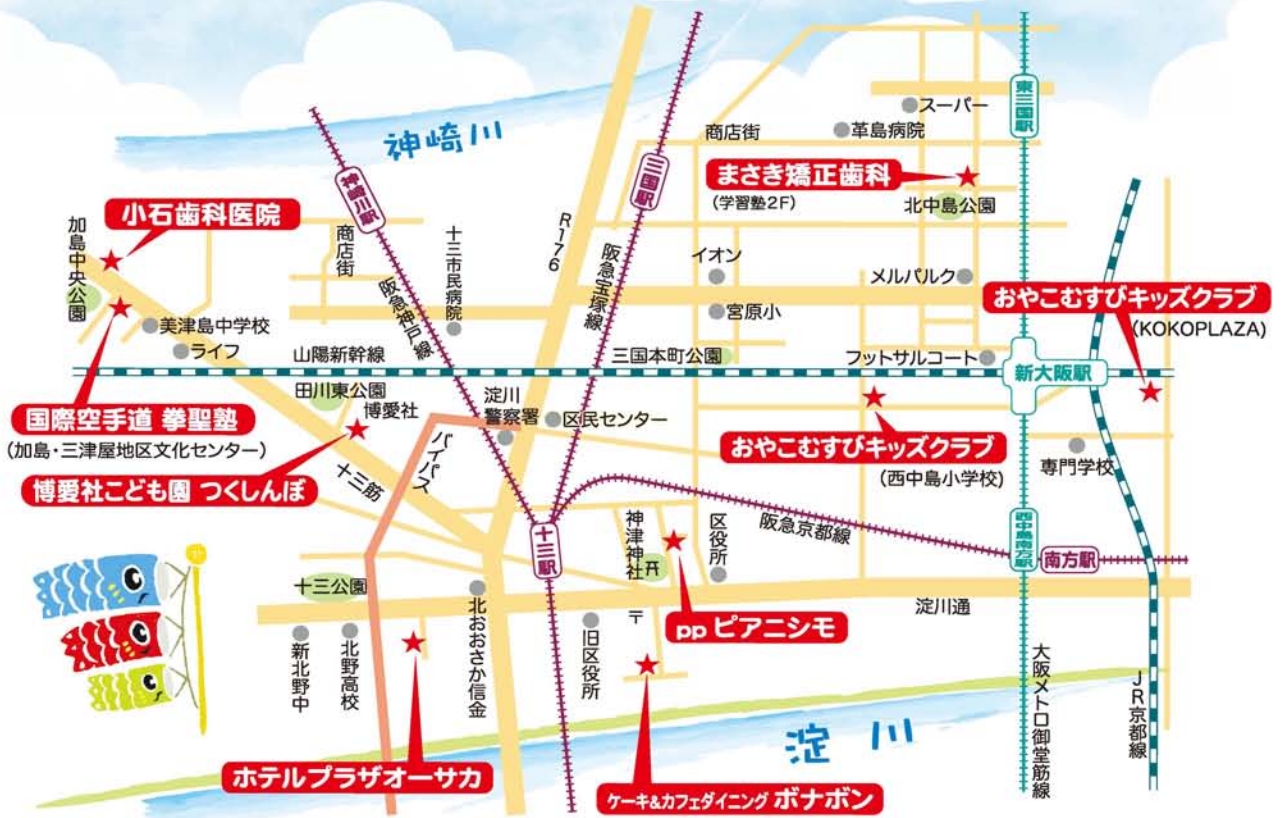 神崎川
東三国駅
スーパー
革島病院
商店街
神崎川駅
三国駅
まさき矯正歯科
(学習塾2F)
北中島公園
小石歯科医院
加島中央公園
商店街
十三市民病院
R176
阪急宝塚線
阪急神戸線
イオン
メルパルク
おやこむすびキッズクラブ
(KOKOPLAZA)
宮原小
美津島中学校
ライフ
山陽新幹線
三国本町公園
フットサルコート
新大阪駅
田川東公園
博愛社
淀川
警察署
区民センター
国際空手道 拳聖塾
(加島・三津屋地区文化センター)
おやこむすびキッズクラブ
(西中島小学校)
専門学校
バイパス
十三筋
博愛社こども園 つくしんぼ
阪急京都線
十三駅
神津神社
区役所
西中島南方駅
南方駅
十三公園
淀川通
〒
北おおさか信金
旧区役所
pp ピアニシモ
新北野中
北野高校
大阪メトロ御堂筋線
JR京都線
淀川
ホテルプラザオーサカ
ケーキ&カフェダイニング ボナボン